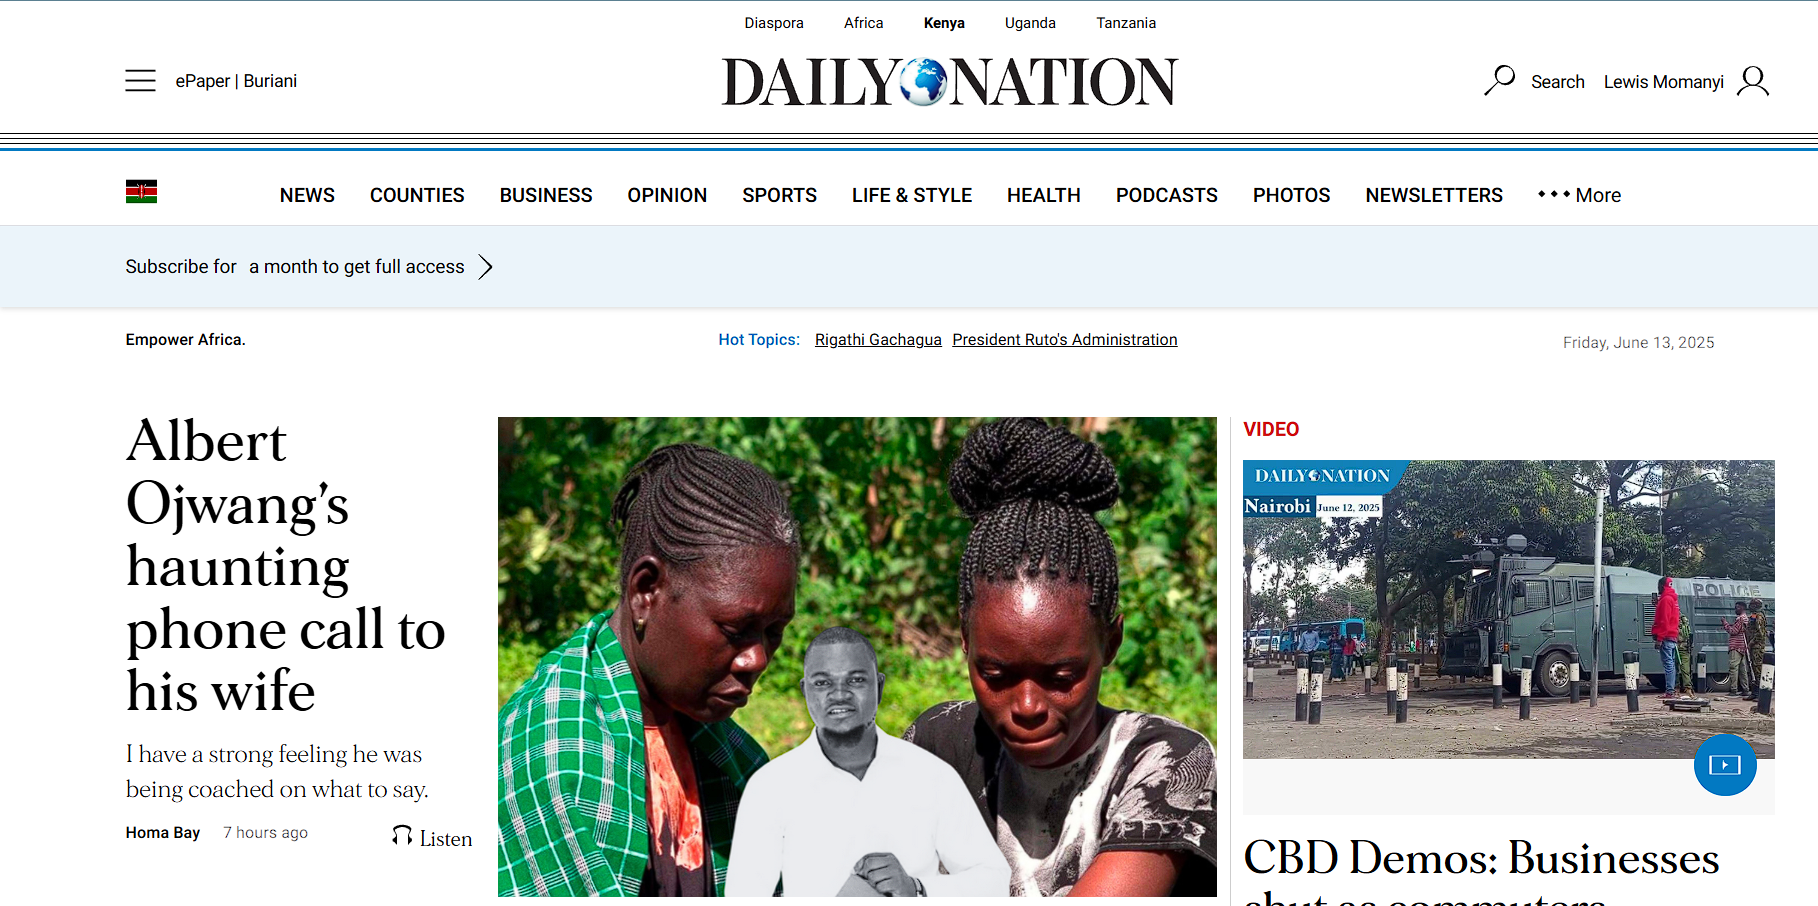 Diaspora Africa Kenya Uganda Tanzania
ePaper | Buriani
DAILY NATION
Search Lewis Momanyi
NEWS COUNTIES BUSINESS OPINION SPORTS LIFE & STYLE HEALTH PODCASTS PHOTOS NEWSLETTERS ••• More
Subscribe for a month to get full access
Empower Africa.
Hot Topics: Rigathi Gachagua President Ruto's Administration
Friday, June 13, 2025
Albert
Ojwang’s
haunting
phone call to
his wife
I have a strong feeling he was
being coached on what to say.
Homa Bay 7 hours ago
Listen
VIDEO
DAILY NATION
Nairobi June 12, 2025
POLICE
CBD Demos: Businesses
shut as commuters